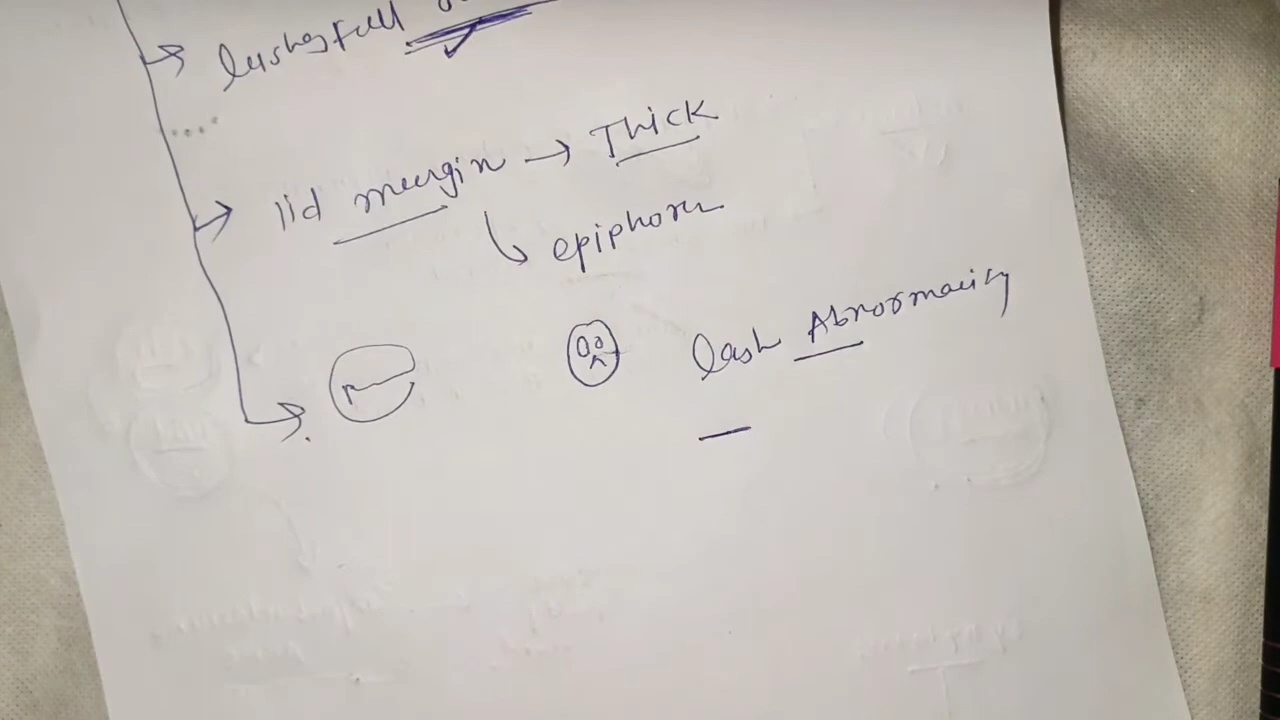 lashes fall
lid margin → Thick
epiphora
lash Abnormality